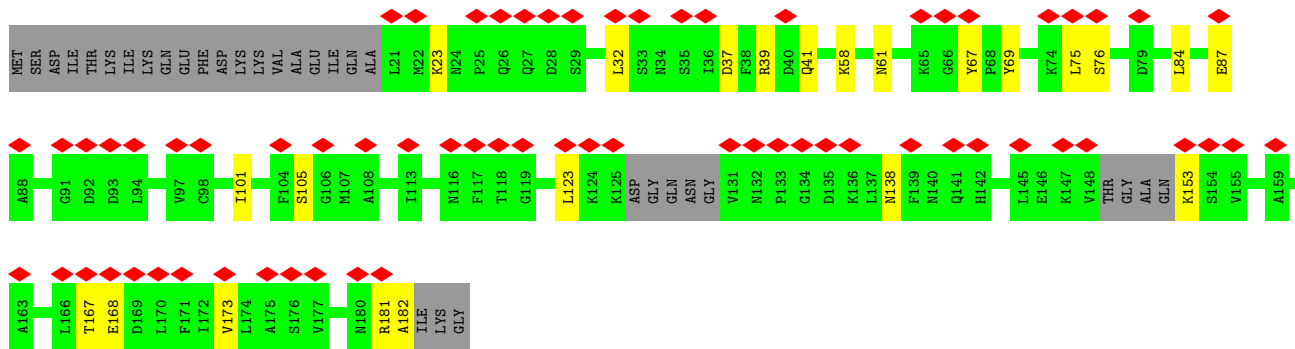 MET SER ASP ILE THR LYS ILE LYS GLN GLU PHE ASP LYS LYS VAL ALA GLU ILE GLN ALA L21 M22 K23 N24 P25 Q26 Q27 D28 S29 L32 S33 N34 S35 I36 D37 F38 R39 D40 Q41 K58 N61 K65 G66 Y67 P68 Y69 K74 L75 S76 D79 L84 E87
A88 G91 D92 D93 L94 V97 C98 I101 F104 S105 G106 M107 A108 I113 N116 F117 T118 G119 L123 K124 K125 ASP GLY GLN ASN GLY V131 N132 P133 G134 D135 K136 L137 N138 F139 N140 Q141 H142 L145 E146 K147 V148 THR GLY ALA GLN K153 S154 V155 A159
A163 L166 T167 E168 D169 L170 F171 I172 V173 L174 A175 S176 V177 N180 R181 A182 ILE LYS GLY